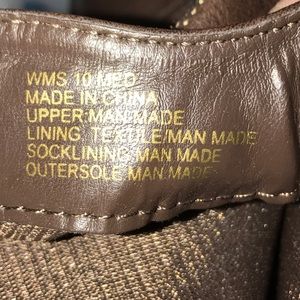 WMS 10 MED
MADE IN CHINA
UPPER MAN MADE
LINING TEXTILE/MAN MADE
SOCKLINING MAN MADE
OUTERSOLE MAN MADE